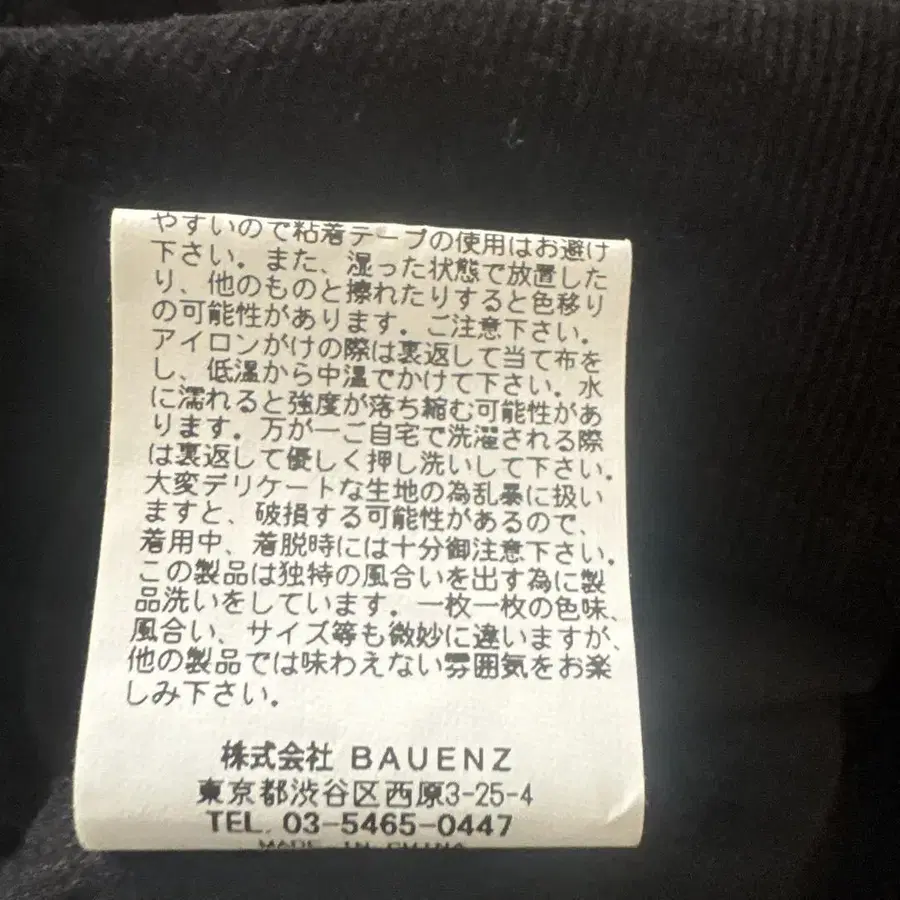 やすいので粘着テープの使用はお避け
下さい。また、湿った状態で放置した
り、他のものと擦れたりすると色移り
の可能性があります。ご注意下さい。
アイロンがけの際は裏返して当て布を
し、低温から中温でかけて下さい。水
に濡れると強度が落ち縮む可能性があ
ります。万が一ご自宅で洗濯される際
は裏返して優しく押し洗いして下さい。
大変デリケートな生地の為乱暴に扱い
ますと、破損する可能性があるので、
着用中、着脱時には十分御注意下さい。
この製品は独特の風合いを出す為に製
品洗いをしています。一枚一枚の色味、
風合い、サイズ等も微妙に違いますが、
他の製品では味わえない雰囲気をお楽
しみ下さい。
株式会社 BAUENZ
東京都渋谷区西原3-25-4
TEL. 03-5465-0447
MADE IN CHINA